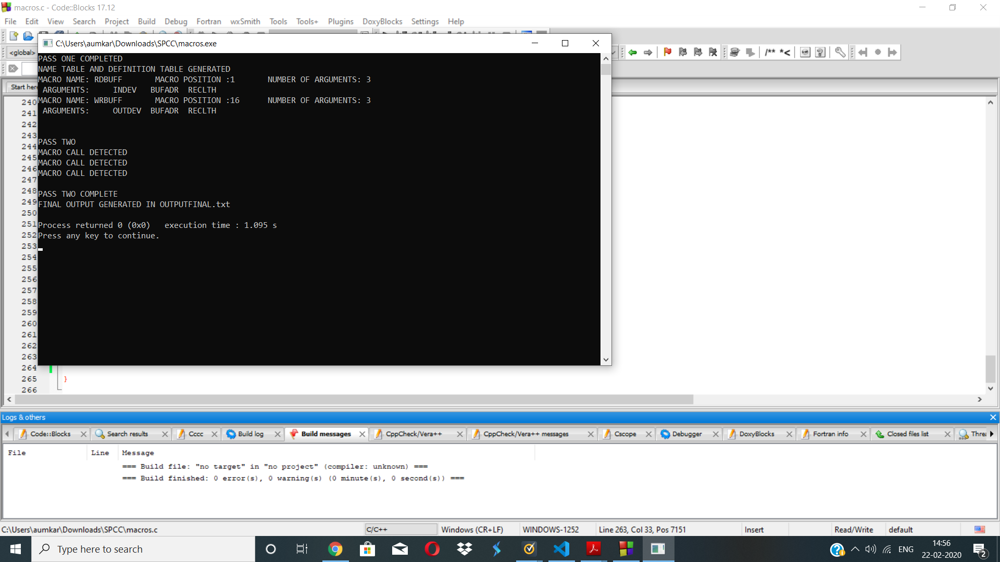 macros.c - Code::Blocks 17.12
File Edit View Search Project Build Debug Fortran wxSmith Tools Tools+ Plugins DoxyBlocks Settings Help
C:\Users\aumkar\Downloads\SPCC\macros.exe
<global>
/** *<
Start here
PASS ONE COMPLETED
NAME TABLE AND DEFINITION TABLE GENERATED
MACRO NAME: RDBUFF MACRO POSITION :1 NUMBER OF ARGUMENTS: 3
ARGUMENTS: INDEV BUFADR RECLTH
MACRO NAME: WRBUFF MACRO POSITION :16 NUMBER OF ARGUMENTS: 3
ARGUMENTS: OUTDEV BUFADR RECLTH
PASS TWO
MACRO CALL DETECTED
MACRO CALL DETECTED
MACRO CALL DETECTED
PASS TWO COMPLETE
FINAL OUTPUT GENERATED IN OUTPUTFINAL.txt
Process returned 0 (0x0) execution time : 1.095 s
Press any key to continue.
240
241
242
243
244
245
246
247
248
249
250
251
252
253
254
255
256
257
258
259
260
261
262
263
264
265 }
266
Logs & others
Code::Blocks Search results Cccc Build log Build messages CppCheck/Vera++ CppCheck/Vera++ messages Cscope Debugger DoxyBlocks Fortran info Closed files list Threa
File Line Message
=== Build file: "no target" in "no project" (compiler: unknown) ===
=== Build finished: 0 error(s), 0 warning(s) (0 minute(s), 0 second(s)) ===
C:\Users\aumkar\Downloads\SPCC\macros.c C/C++ Windows (CR+LF) WINDOWS-1252 Line 263, Col 33, Pos 7151 Insert Read/Write default
Type here to search
ENG
14:56
22-02-2020
2